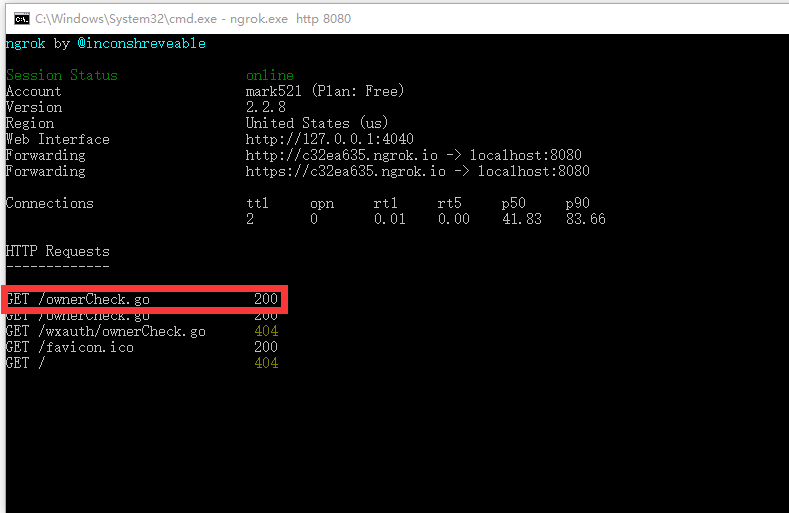 C:\Windows\System32\cmd.exe - ngrok.exe http 8080
ngrok by @inconshreveable
Session Status online
Account mark521 (Plan: Free)
Version 2.2.8
Region United States (us)
Web Interface http://127.0.0.1:4040
Forwarding http://c32ea635.ngrok.io -> localhost:8080
Forwarding https://c32ea635.ngrok.io -> localhost:8080
Connections ttl opn rt1 rt5 p50 p90
2 0 0.01 0.00 41.83 83.66
HTTP Requests
-------------
GET /ownerCheck.go 200
GET /ownerCheck.go 200
GET /wxauth/ownerCheck.go 404
GET /favicon.ico 200
GET / 404